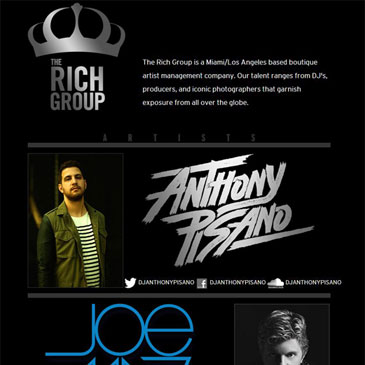 THE
RICH
GROUP
The Rich Group is a Miami/Los Angeles based boutique
artist management company. Our talent ranges from DJ's,
producers, and iconic photographers that garnish
exposure from all over the globe.
ARTISTS
ANTHONY
PISANO
DJANTHONYPISANO DJANTHONYPISANO DJANTHONYPISANO
JOE